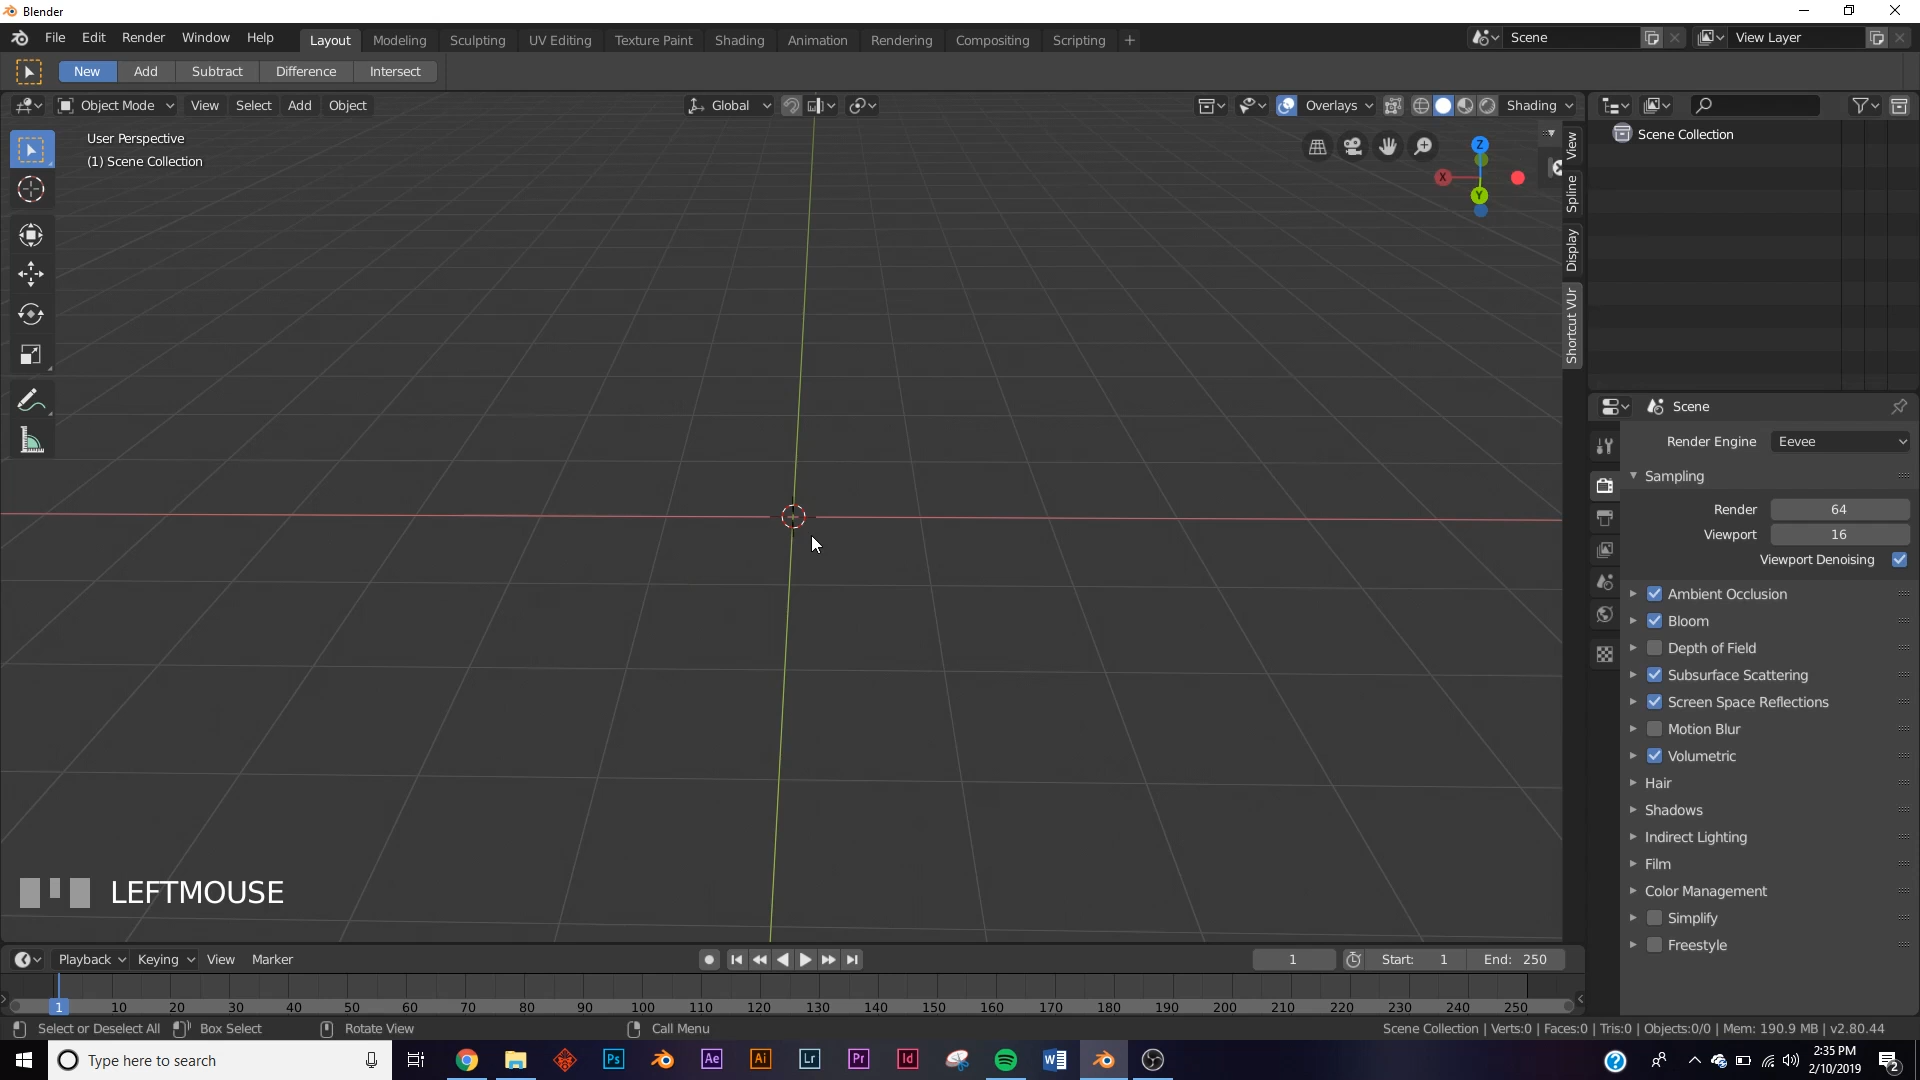 Blender
File Edit Render Window Help Layout Modeling Sculpting UV Editing Texture Paint Shading Animation Rendering Compositing Scripting + Scene View Layer
New Add Subtract Difference Intersect
Object Mode View Select Add Object Global Overlays Shading
User Perspective
(1) Scene Collection
Z
X
Y
View
Spline
Display
Shortcut VUr
Scene Collection
Scene
Render Engine Eevee
Sampling
Render 64
Viewport 16
Viewport Denoising
Ambient Occlusion
Bloom
Depth of Field
Subsurface Scattering
Screen Space Reflections
Motion Blur
Volumetric
Hair
Shadows
Indirect Lighting
Film
Color Management
Simplify
Freestyle
LEFTMOUSE
Playback Keying View Marker 1 Start: 1 End: 250
1 10 20 30 40 50 60 70 80 90 100 110 120 130 140 150 160 170 180 190 200 210 220 230 240 250
Select or Deselect All Box Select Rotate View Call Menu Scene Collection | Verts:0 | Faces:0 | Tris:0 | Objects:0/0 | Mem: 190.9 MB | v2.80.44
Type here to search Ps Ae Ai Lr Pr Id
2:35 PM
2/10/2019
2